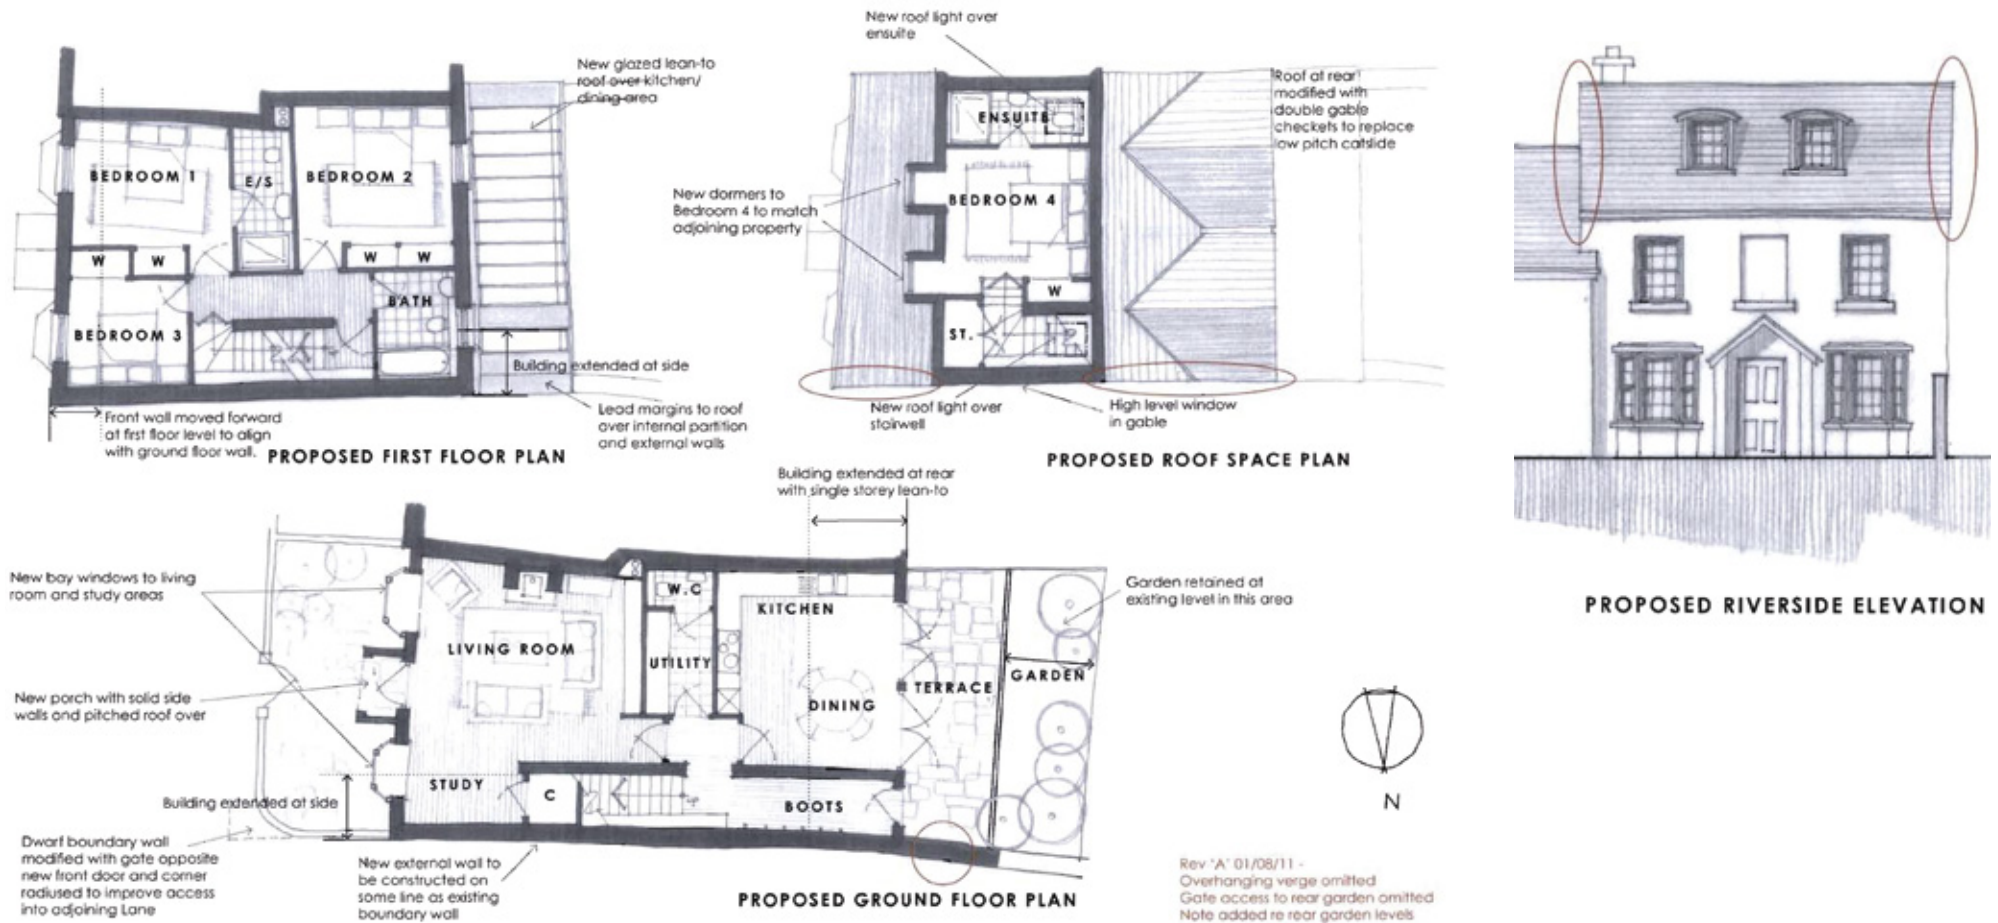 New glazed lean-to
roof over kitchen/
dining area
BEDROOM 1
E/S
BEDROOM 2
W
W
W
W
BATH
BEDROOM 3
Building extended at side
Front wall moved forward
at first floor level to align
with ground floor wall.
Lead margins to roof
over internal partition
and external walls
PROPOSED FIRST FLOOR PLAN
New roof light over
ensuite
Roof at rear
modified with
double gable
checkets to replace
low pitch catslide
ENSUITE
New dormers to
Bedroom 4 to match
adjoining property
BEDROOM 4
W
ST.
New roof light over
stairwell
High level window
in gable
PROPOSED ROOF SPACE PLAN
PROPOSED RIVERSIDE ELEVATION
Building extended at rear
with single storey lean-to
New bay windows to living
room and study areas
W.C
KITCHEN
Garden retained at
existing level in this area
LIVING ROOM
UTILITY
GARDEN
TERRACE
New porch with solid side
walls and pitched roof over
DINING
STUDY
C
BOOTS
Building extended at side
Dwarf boundary wall
modified with gate opposite
new front door and corner
radiused to improve access
into adjoining Lane
New external wall to
be constructed on
same line as existing
boundary wall
PROPOSED GROUND FLOOR PLAN
N
Rev 'A' 01/08/11 -
Overhanging verge omitted
Gate access to rear garden omitted
Note added re rear garden levels